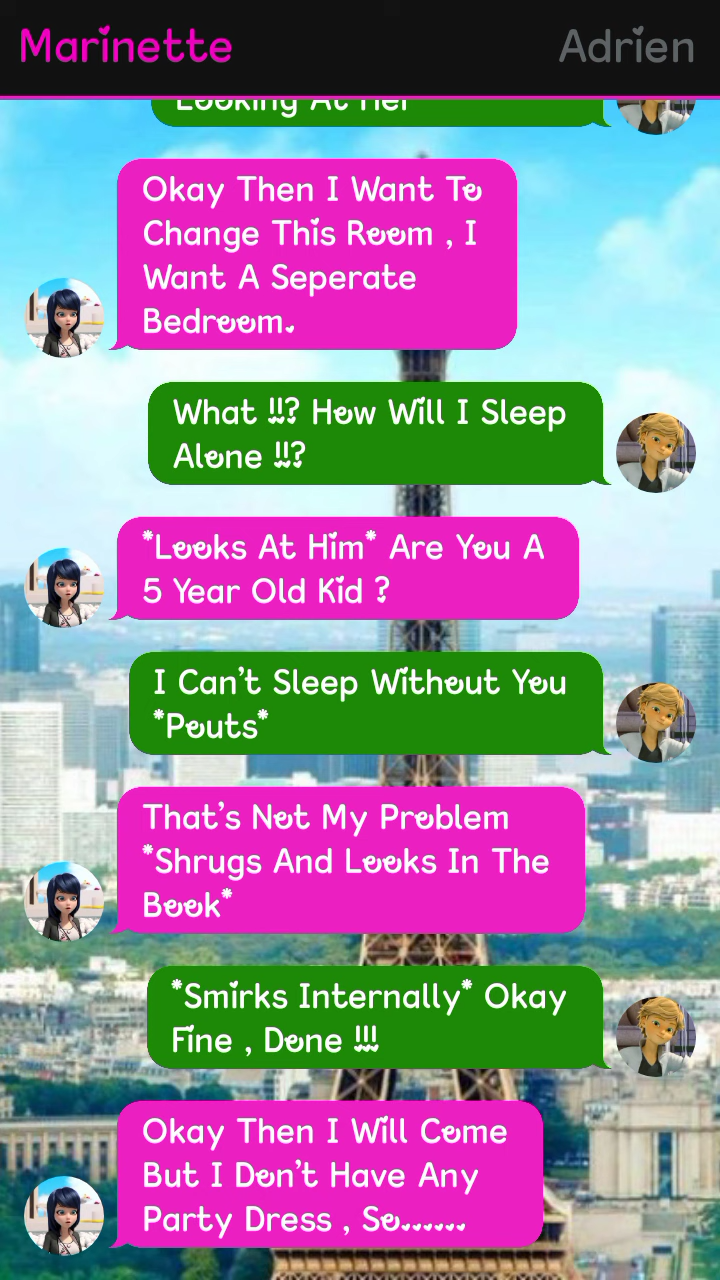 Marinette
Adrien
Looking At Her
Okay Then I Want To
Change This Room , I
Want A Seperate
Bedroom.
What !!? How Will I Sleep
Alone !!?
*Looks At Him* Are You A
5 Year Old Kid ?
I Can't Sleep Without You
*Pouts*
That's Not My Problem
*Shrugs And Looks In The
Book*
*Smirks Internally* Okay
Fine , Done !!!
Okay Then I Will Come
But I Don't Have Any
Party Dress , So......